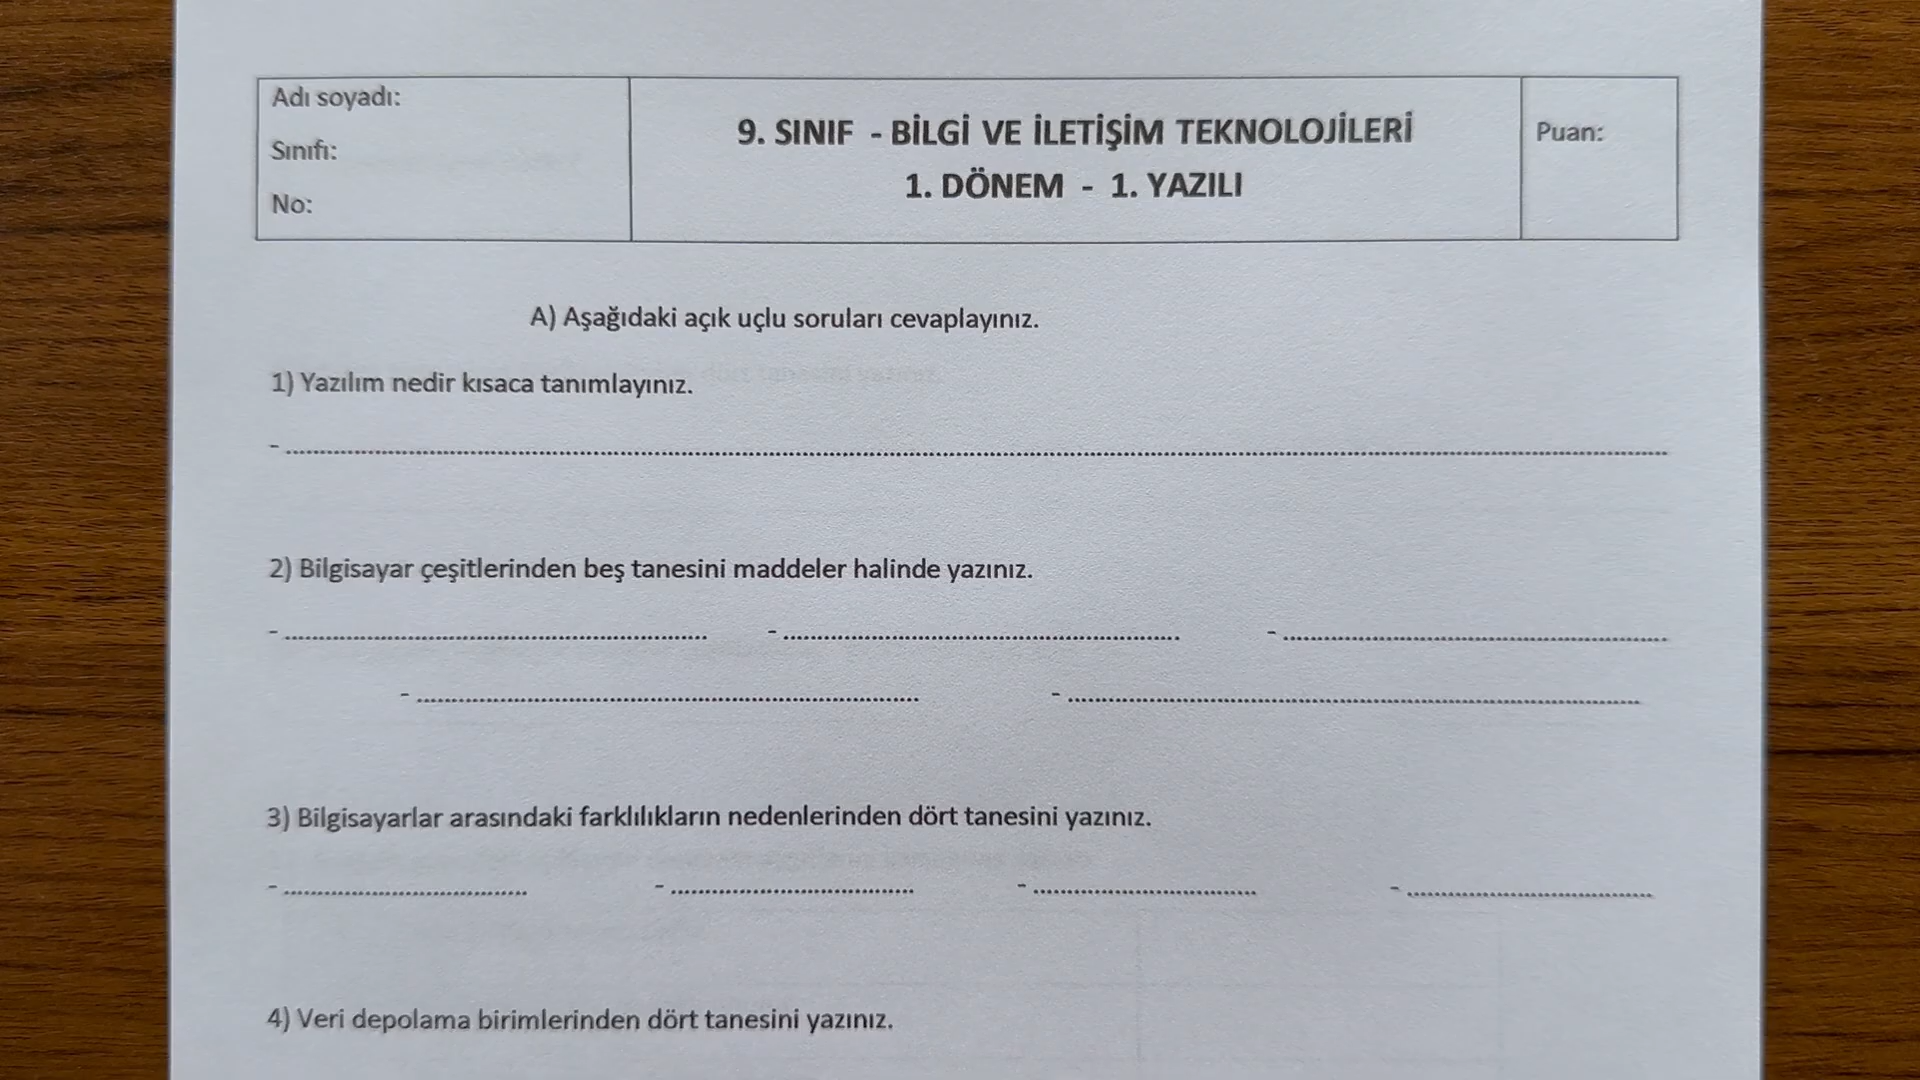 Adı soyadı:
Sınıfı:
No:
9. SINIF - BİLGİ VE İLETİŞİM TEKNOLOJİLERİ
1. DÖNEM - 1. YAZILI
Puan:
A) Aşağıdaki açık uçlu soruları cevaplayınız.
1) Yazılım nedir kısaca tanımlayınız.
2) Bilgisayar çeşitlerinden beş tanesini maddeler halinde yazınız.
3) Bilgisayarlar arasındaki farklılıkların nedenlerinden dört tanesini yazınız.
4) Veri depolama birimlerinden dört tanesini yazınız.